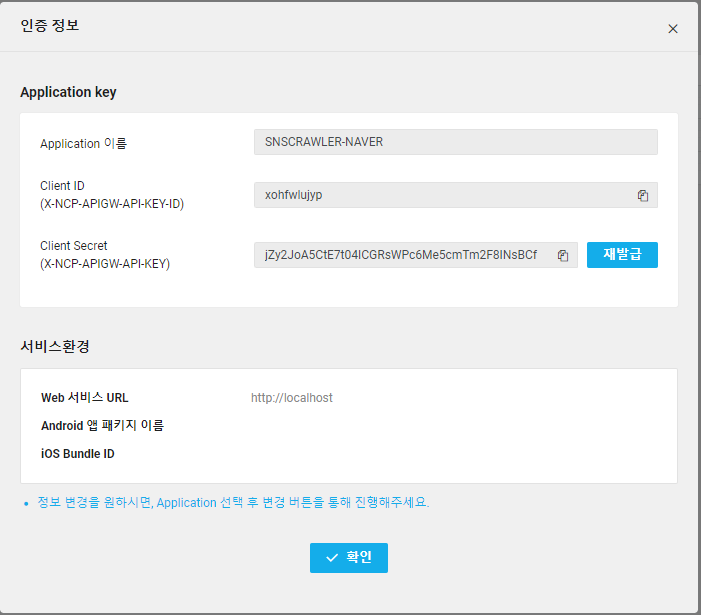 인증 정보
Application key
Application 이름
SNSCRAWLER-NAVER
Client ID
(X-NCP-APIGW-API-KEY-ID)
xohfwlujyp
Client Secret
(X-NCP-APIGW-API-KEY)
jZy2JoA5CtE7t04ICGRsWPc6Me5cmTm2F8INsBCf
재발급
서비스환경
Web 서비스 URL
http://localhost
Android 앱 패키지 이름
iOS Bundle ID
정보 변경을 원하시면, Application 선택 후 변경 버튼을 통해 진행해주세요.
확인